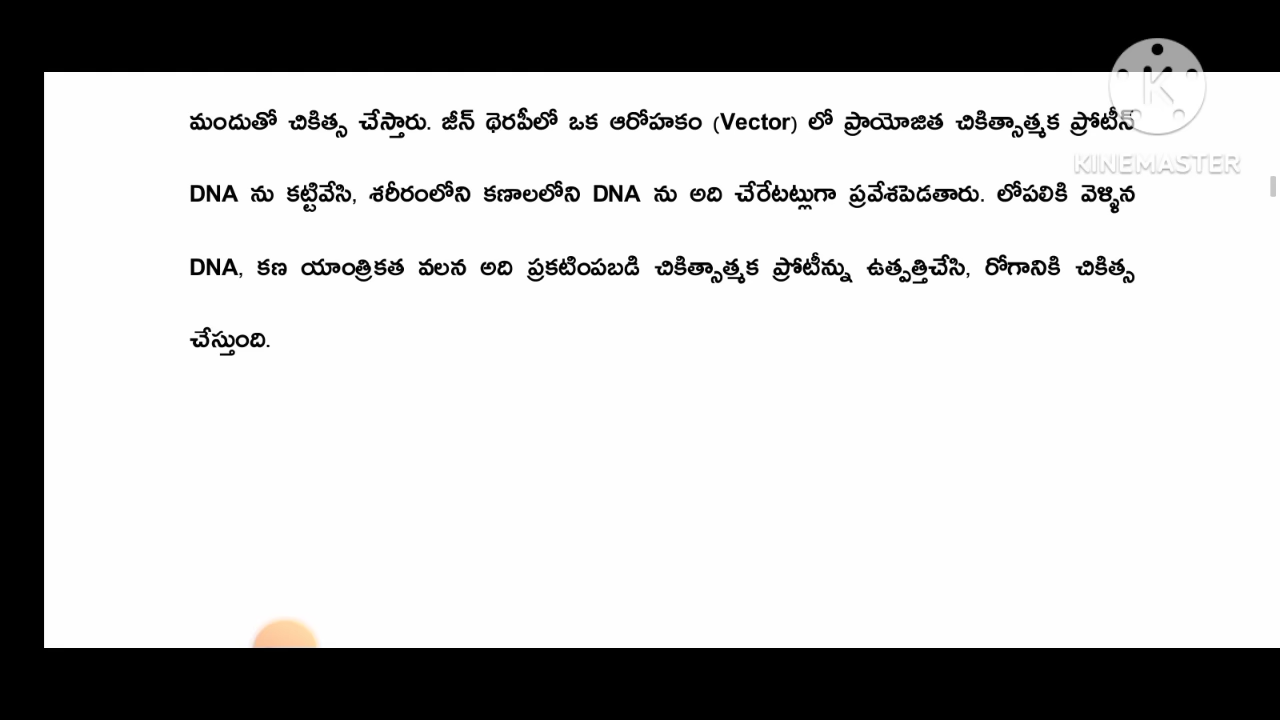 మందుతో చికిత్స చేస్తారు. జీన్ థెరపీలో ఒక ఆరోహకం (Vector) లో ప్రాయోజిత చికిత్సాత్మక ప్రోటీన్
DNA ను కట్టివేసి, శరీరంలోని కణాలలోని DNA ను అది చేరేటట్లుగా ప్రవేశపెడతారు. లోపలికి వెళ్ళిన
DNA, కణ యాంత్రికత వలన అది ప్రకటింపబడి చికిత్సాత్మక ప్రోటీన్ను ఉత్పత్తిచేసి, రోగానికి చికిత్స
చేస్తుంది.
K
KINEMASTER